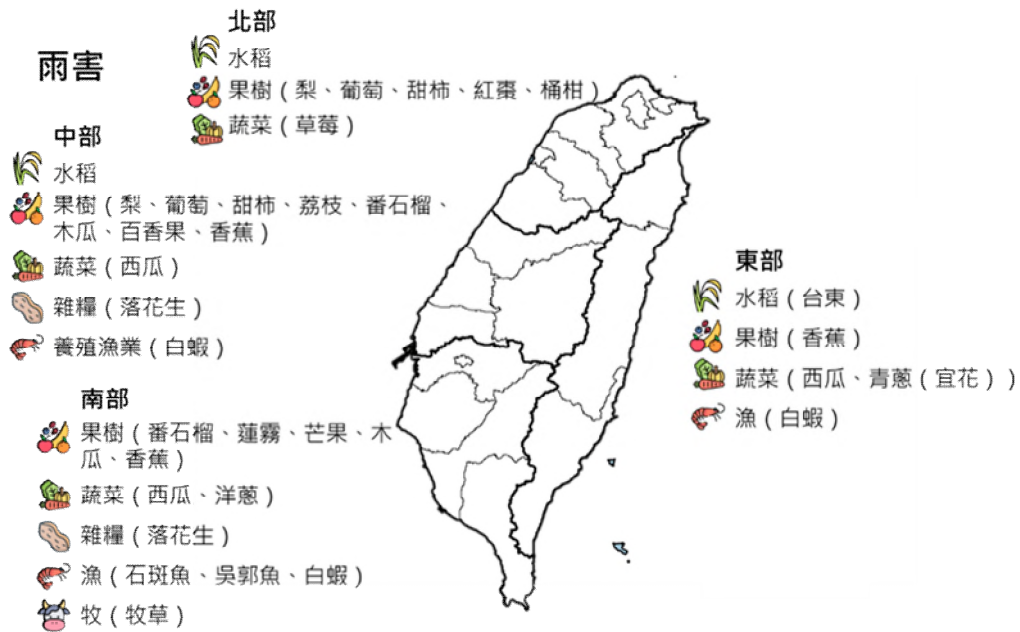 雨害
北部
水稻
果樹（梨、葡萄、甜柿、紅棗、桶柑）
蔬菜（草莓）
中部
水稻
果樹（梨、葡萄、甜柿、荔枝、番石榴、
木瓜、百香果、香蕉）
蔬菜（西瓜）
雜糧（落花生）
養殖漁業（白蝦）
南部
果樹（番石榴、蓮霧、芒果、木
瓜、香蕉）
蔬菜（西瓜、洋蔥）
雜糧（落花生）
漁（石斑魚、吳郭魚、白蝦）
牧（牧草）
東部
水稻（台東）
果樹（香蕉）
蔬菜（西瓜、青蔥（宜花））
漁（白蝦）